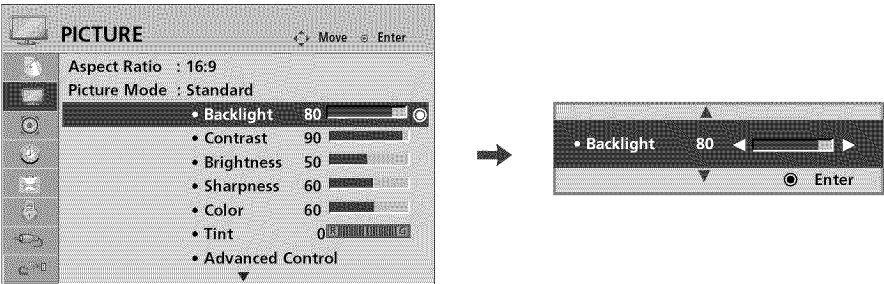 PICTURE
Move Enter
Aspect Ratio : 16:9
Picture Mode : Standard
• Backlight 80
• Contrast 90
• Brightness 50
• Sharpness 60
• Color 60
• Tint 0 R G
• Advanced Control
• Backlight 80
Enter